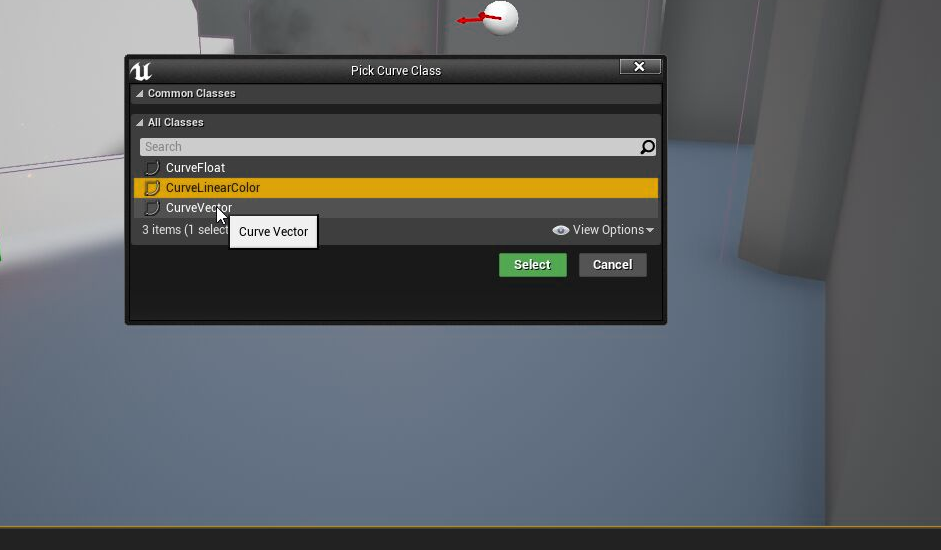 Pick Curve Class
Common Classes
All Classes
Search
CurveFloat
CurveLinearColor
CurveVector
3 items (1 select
View Options
Curve Vector
Select
Cancel